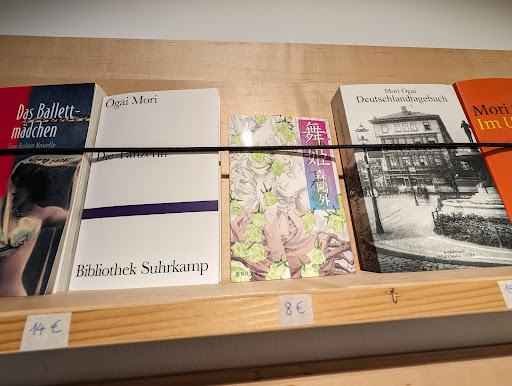 Das Ballett-
mädchen
Eine Berliner Novelle
Ogai Mori
Die Tänzerin
Bibliothek Suhrkamp
舞姫
森鷗外
Mori Ôgai
Deutschlandtagebuch
Mori
Im U
14 €
8 €